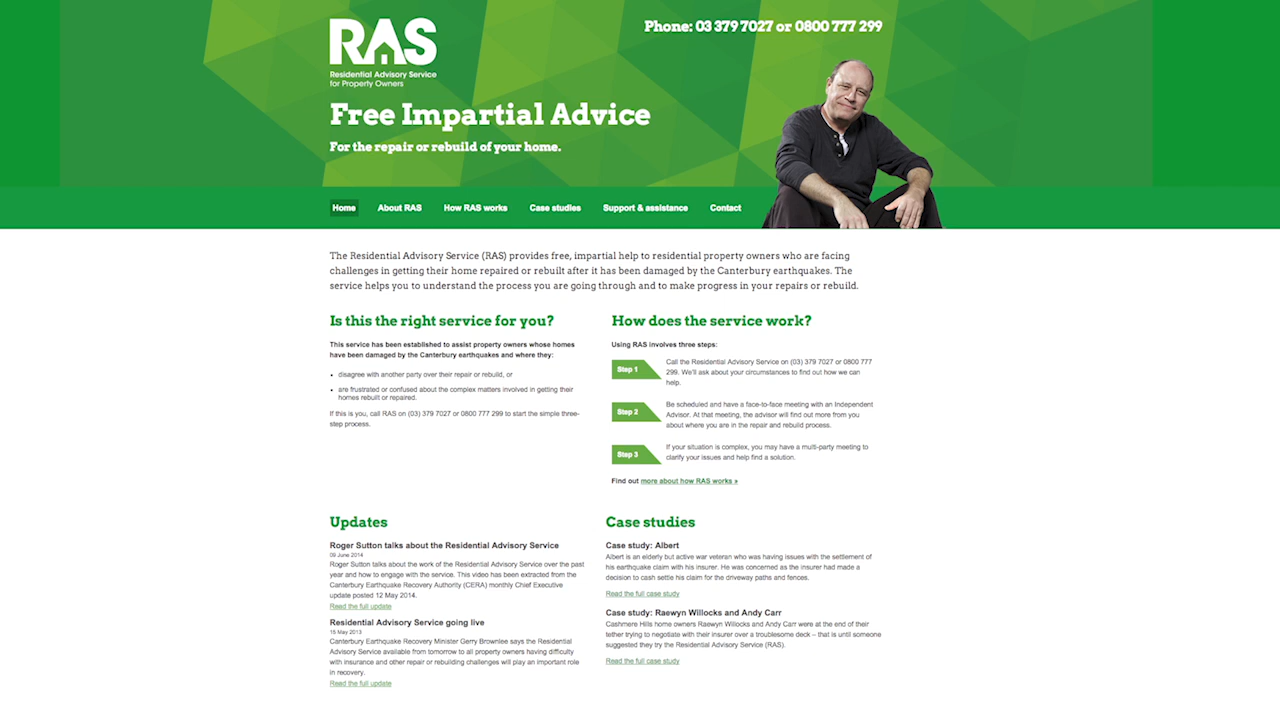 RAS
Residential Advisory Service
for Property Owners
Phone: 03 379 7027 or 0800 777 299
Free Impartial Advice
For the repair or rebuild of your home.
Home
About RAS
How RAS works
Case studies
Support & assistance
Contact
The Residential Advisory Service (RAS) provides free, impartial help to residential property owners who are facing
challenges in getting their home repaired or rebuilt after it has been damaged by the Canterbury earthquakes. The
service helps you to understand the process you are going through and to make progress in your repairs or rebuild.
Is this the right service for you?
This service has been established to assist property owners whose homes
have been damaged by the Canterbury earthquakes and where they:
disagree with another party over their repair or rebuild, or
are frustrated or confused about the complex matters involved in getting their
homes rebuilt or repaired.
If this is you, call RAS on (03) 379 7027 or 0800 777 299 to start the simple three-
step process.
How does the service work?
Using RAS involves three steps:
Step 1
Call the Residential Advisory Service on (03) 379 7027 or 0800 777
299. We'll ask about your circumstances to find out how we can
help.
Step 2
Be scheduled and have a face-to-face meeting with an Independent
Advisor. At that meeting, the advisor will find out more from you
about where you are in the repair and rebuild process.
Step 3
If your situation is complex, you may have a multi-party meeting to
clarify your issues and help find a solution.
Find out more about how RAS works »
Updates
Roger Sutton talks about the Residential Advisory Service
09 June 2014
Roger Sutton talks about the work of the Residential Advisory Service over the past
year and how to engage with the service. This video has been extracted from the
Canterbury Earthquake Recovery Authority (CERA) monthly Chief Executive
update posted 12 May 2014.
Read the full update
Residential Advisory Service going live
15 May 2013
Canterbury Earthquake Recovery Minister Gerry Brownlee says the Residential
Advisory Service available from tomorrow to all property owners having difficulty
with insurance and other repair or rebuilding challenges will play an important role
in recovery.
Read the full update
Case studies
Case study: Albert
Albert is an elderly but active war veteran who was having issues with the settlement of
his earthquake claim with his insurer. He was concerned as the insurer had made a
decision to cash settle his claim for the driveway paths and fences.
Read the full case study
Case study: Raewyn Willocks and Andy Carr
Cashmere Hills home owners Raewyn Willocks and Andy Carr were at the end of their
tether trying to negotiate with their insurer over a troublesome deck – that is until someone
suggested they try the Residential Advisory Service (RAS).
Read the full case study